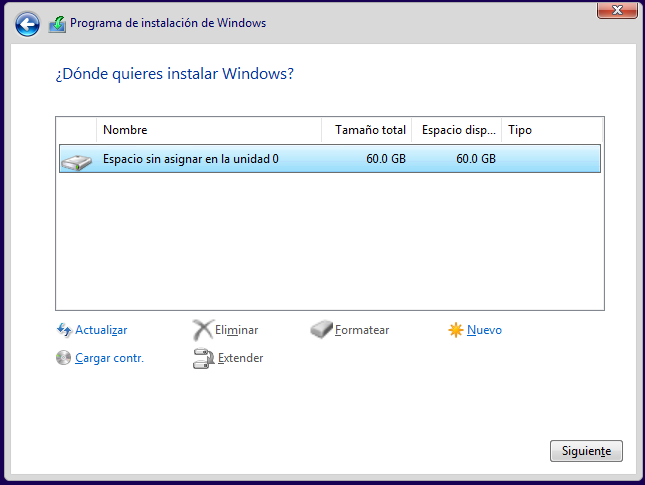 Programa de instalación de Windows
¿Dónde quieres instalar Windows?
Nombre Tamaño total Espacio disp... Tipo
Espacio sin asignar en la unidad 0 60.0 GB 60.0 GB
Actualizar Eliminar Formatear Nuevo
Cargar contr. Extender
Siguiente